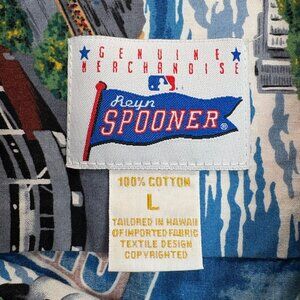 GENUINE
MERCHANDISE
Reyn
SPOONER®
100% COTTON
L
TAILORED IN HAWAII
OF IMPORTED FABRIC
TEXTILE DESIGN
COPYRIGHTED